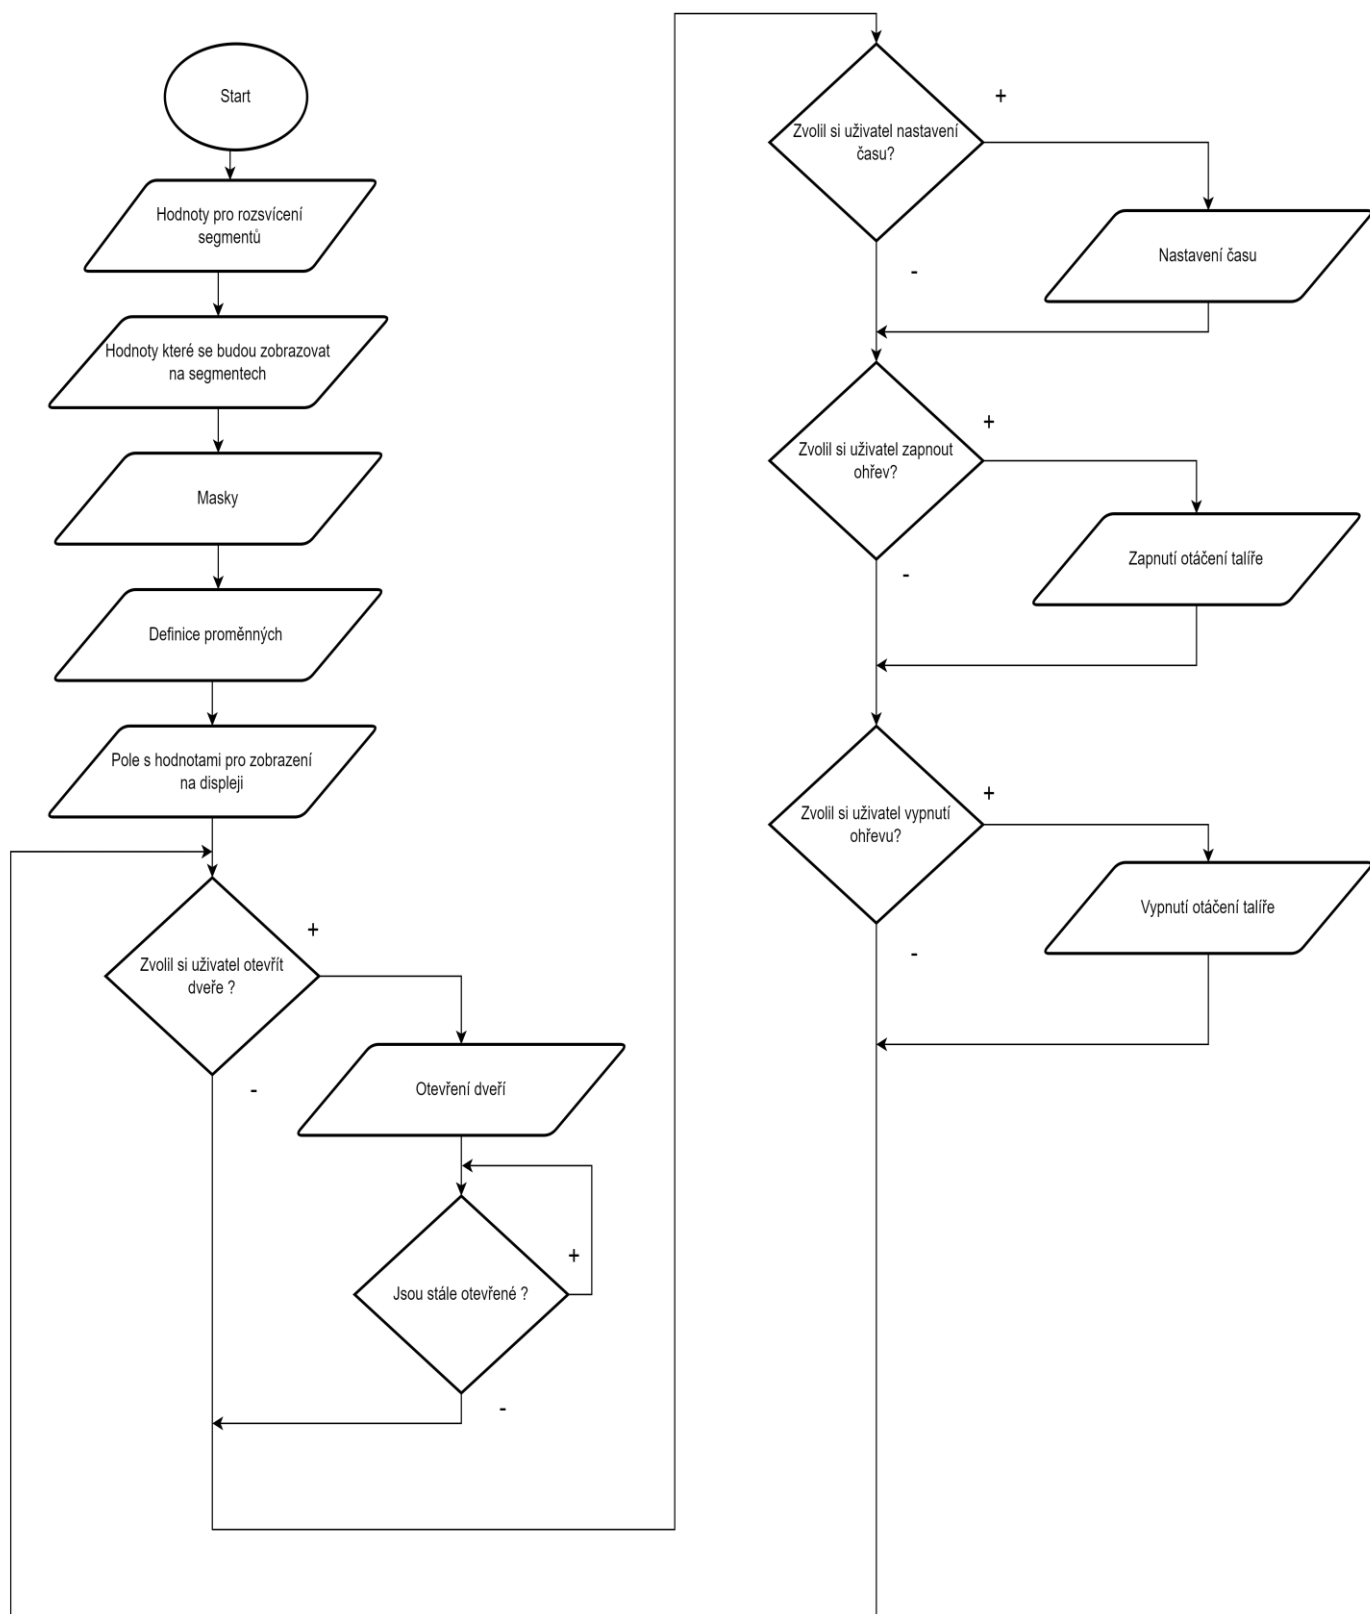 Start
Hodnoty pro rozsvícení
segmentů
Hodnoty které se budou zobrazovat
na segmentech
Masky
Definice proměnných
Pole s hodnotami pro zobrazení
na displeji
Zvolil si uživatel otevřít
dveře ?
+
-
Otevření dveří
Jsou stále otevřené ?
+
-
Zvolil si uživatel nastavení
času?
+
-
Nastavení času
Zvolil si uživatel zapnout
ohřev?
+
-
Zapnutí otáčení talíře
Zvolil si uživatel vypnutí
ohřevu?
+
-
Vypnutí otáčení talíře